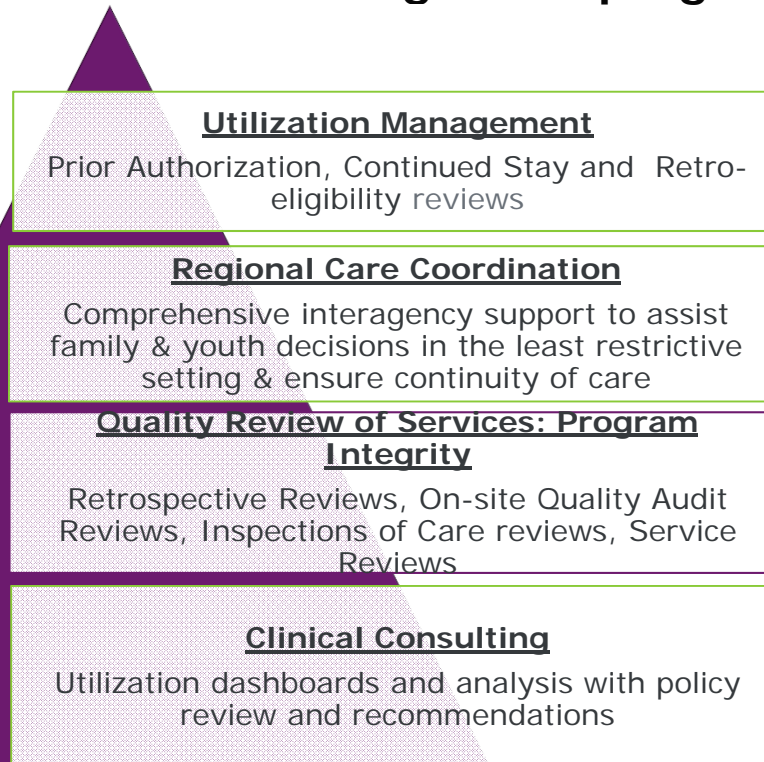 Utilization Management
Prior Authorization, Continued Stay and Retro-
eligibility reviews
Regional Care Coordination
Comprehensive interagency support to assist
family & youth decisions in the least restrictive
setting & ensure continuity of care
Quality Review of Services: Program
Integrity
Retrospective Reviews, On-site Quality Audit
Reviews, Inspections of Care reviews, Service
Reviews
Clinical Consulting
Utilization dashboards and analysis with policy
review and recommendations